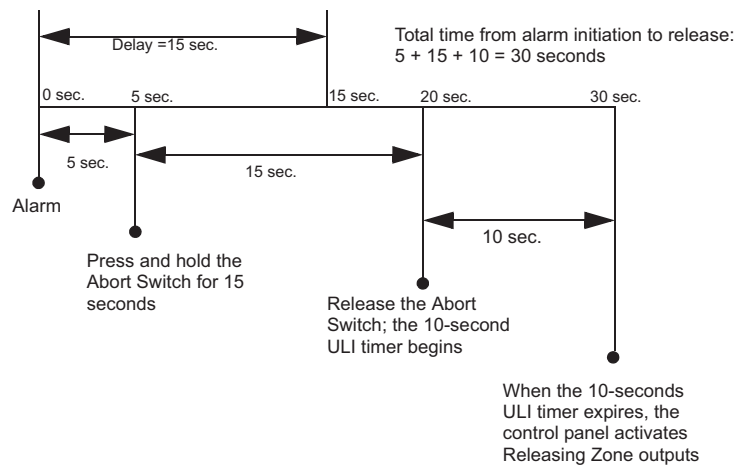 Delay =15 sec.
Total time from alarm initiation to release:
5 + 15 + 10 = 30 seconds
0 sec.
5 sec.
15 sec.
20 sec.
30 sec.
5 sec.
15 sec.
Alarm
10 sec.
Press and hold the
Abort Switch for 15
seconds
Release the Abort
Switch; the 10-second
ULI timer begins
When the 10-seconds
ULI timer expires, the
control panel activates
Releasing Zone outputs